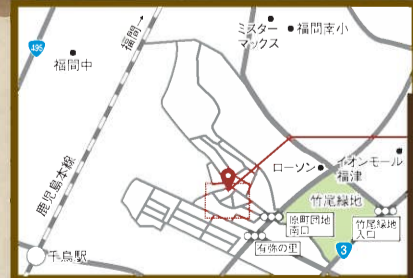 福間→
ミスター
マックス
福間南小
495
福間中
鹿児島本線
ローソン
イオンモール
福津
竹尾緑地
原町団地
南口
竹尾緑地
入口
有弥の里
3
千鳥駅